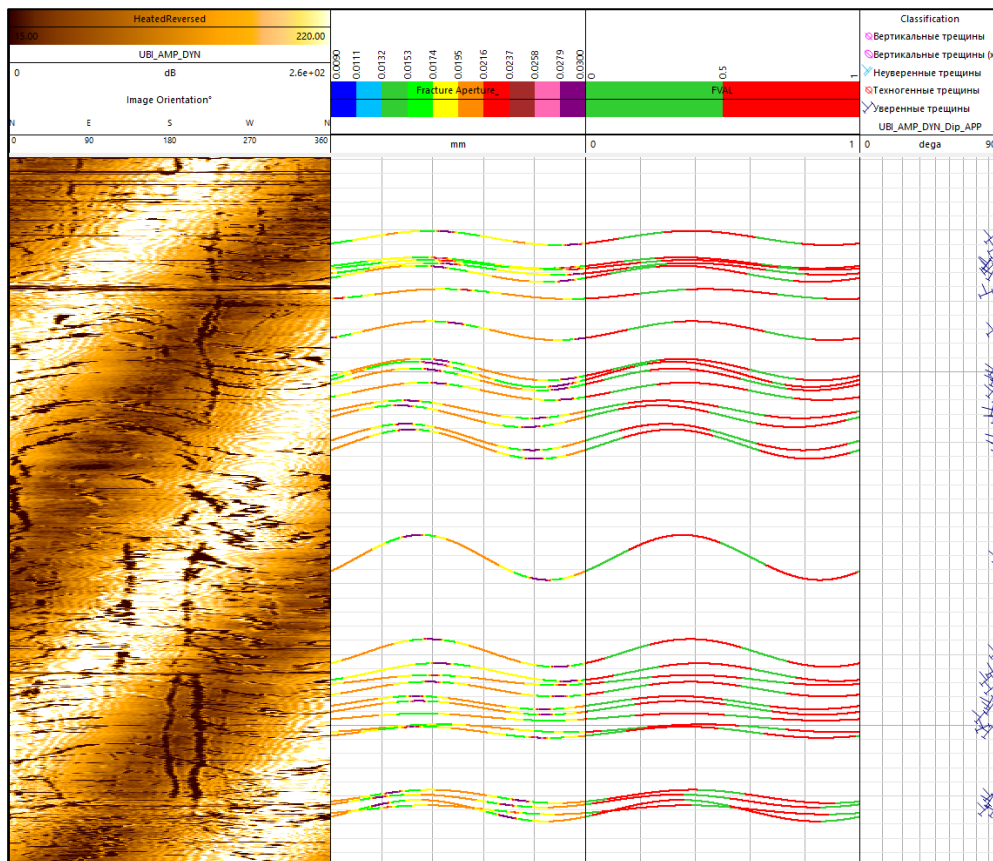 HeatedReversed
15.00 220.00
UBI_AMP_DYN
0 dB 2.6e+02
Image Orientation°
N E S W N
0 90 180 270 360
0.0090 0.0111 0.0132 0.0153 0.0174 0.0195 0.0216 0.0237 0.0258 0.0279 0.0300
Fracture Aperture_
mm
0 0.5 1
FVAL
0 1
Classification
Вертикальные трещины
Вертикальные трещины (х
Неуверенные трещины
Техногенные трещины
Уверенные трещины
UBI_AMP_DYN_Dip_APP
0 dega 90